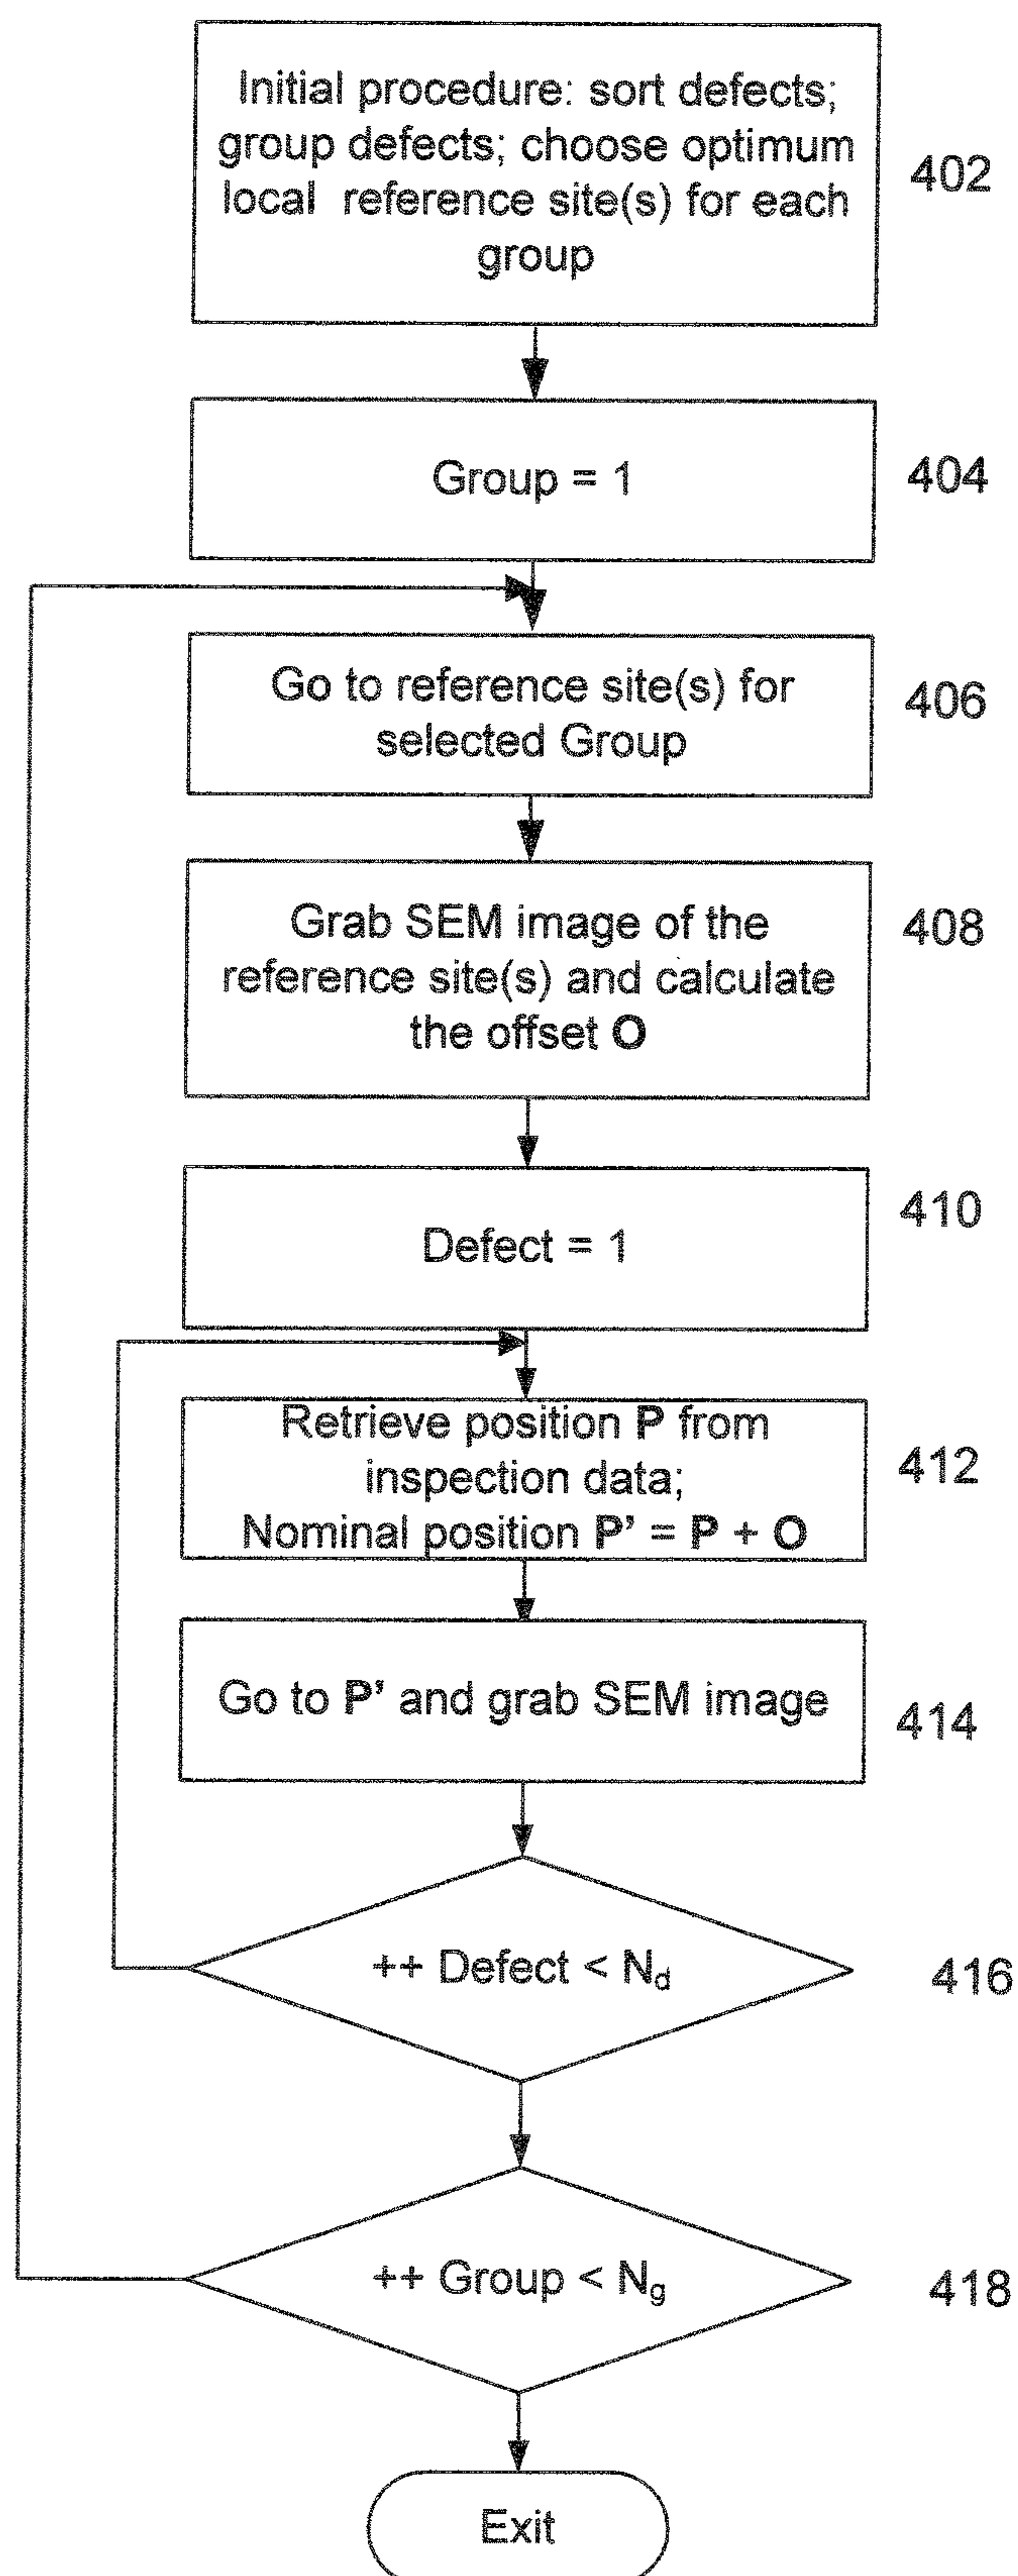 Initial procedure: sort defects;
group defects; choose optimum
local reference site(s) for each
group
402
Group = 1
404
Go to reference site(s) for
selected Group
406
Grab SEM image of the
reference site(s) and calculate
the offset O
408
Defect = 1
410
Retrieve position P from
inspection data;
Nominal position P' = P + O
412
Go to P' and grab SEM image
414
++ Defect < Nd
416
++ Group < Ng
418
Exit